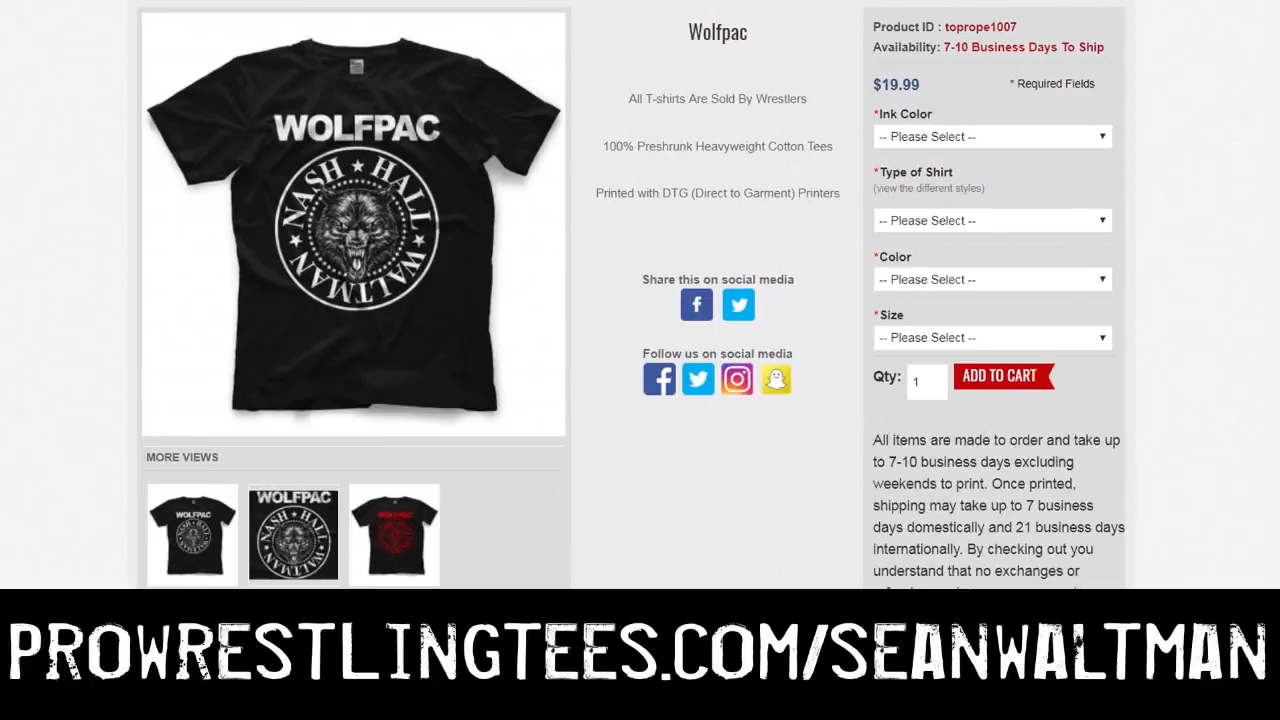 WOLFPAC
NASH ★ HALL ★ WALTMAN ★
MORE VIEWS
WOLFPAC
WOLFPAC
NASH ★ HALL ★ WALTMAN ★
WOLFPAC
Wolfpac
All T-shirts Are Sold By Wrestlers
100% Preshrunk Heavyweight Cotton Tees
Printed with DTG (Direct to Garment) Printers
Share this on social media
Follow us on social media
Product ID : toprope1007
Availability: 7-10 Business Days To Ship
$19.99 * Required Fields
*Ink Color
-- Please Select --
*Type of Shirt
(view the different styles)
-- Please Select --
*Color
-- Please Select --
*Size
-- Please Select --
Qty: 1 ADD TO CART
All items are made to order and take up
to 7-10 business days excluding
weekends to print. Once printed,
shipping may take up to 7 business
days domestically and 21 business days
internationally. By checking out you
understand that no exchanges or
PROWRESTLINGTEES.COM/SEANWALTMAN